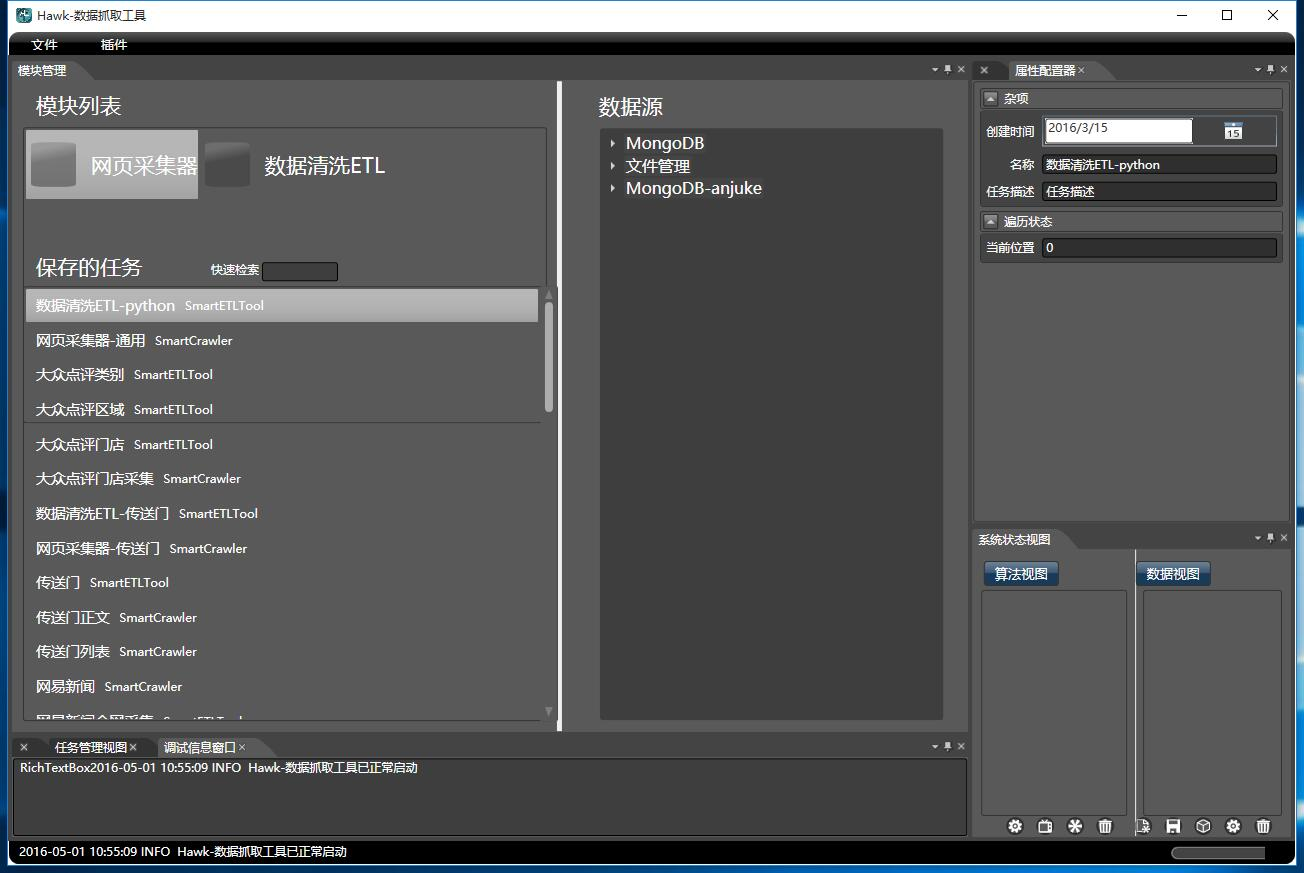 Hawk-数据抓取工具
文件 插件
模块管理
模块列表
网页采集器 数据清洗ETL
保存的任务 快速检索
数据清洗ETL-python SmartETLTool
网页采集器-通用 SmartCrawler
大众点评类别 SmartETLTool
大众点评区域 SmartETLTool
大众点评门店 SmartETLTool
大众点评门店采集 SmartCrawler
数据清洗ETL-传送门 SmartETLTool
网页采集器-传送门 SmartCrawler
传送门 SmartETLTool
传送门正文 SmartCrawler
传送门列表 SmartCrawler
网易新闻 SmartCrawler
数据源
MongoDB
文件管理
MongoDB-anjuke
属性配置器
杂项
创建时间 2016/3/15 15
名称 数据清洗ETL-python
任务描述 任务描述
遍历状态
当前位置 0
系统状态视图
算法视图 数据视图
任务管理视图 调试信息窗口
RichTextBox2016-05-01 10:55:09 INFO Hawk-数据抓取工具已正常启动
2016-05-01 10:55:09 INFO Hawk-数据抓取工具已正常启动